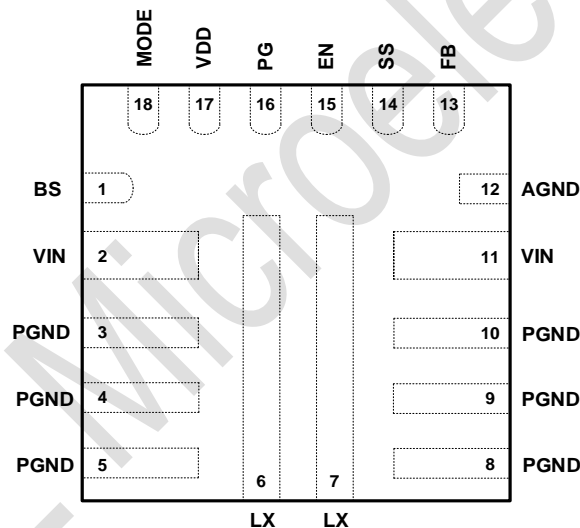 MODE VDD PG EN SS FB
18 17 16 15 14 13
BS 1 12 AGND
VIN 2 11 VIN
PGND 3 10 PGND
PGND 4 9 PGND
PGND 5 8 PGND
6 7
LX LX
Microele